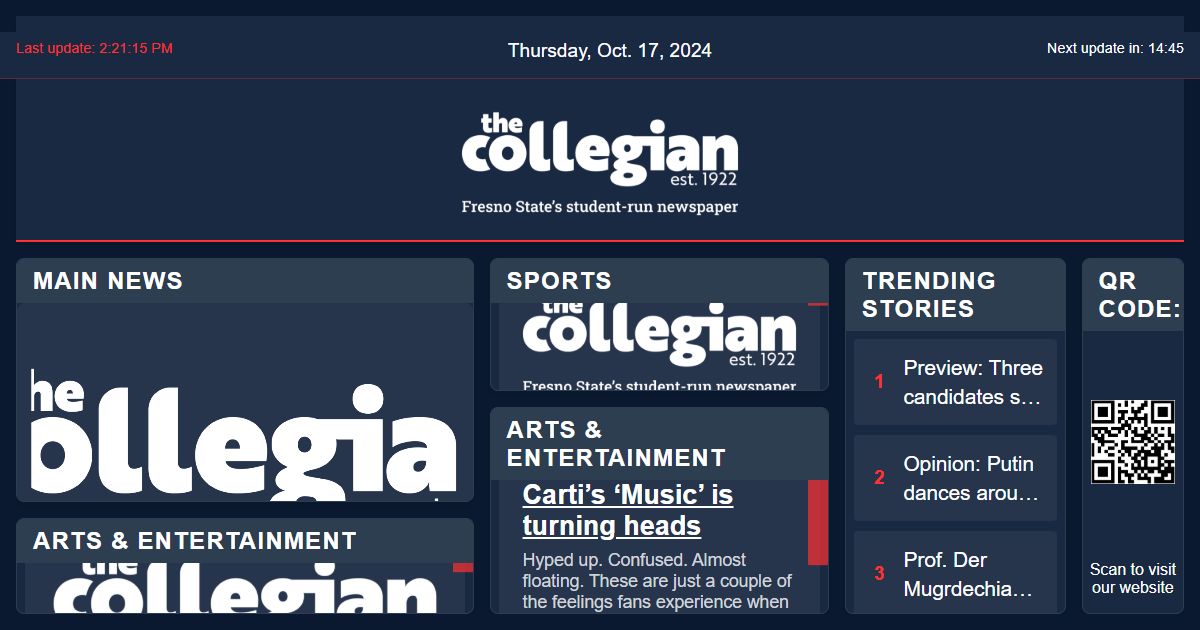 Last update: 2:21:15 PM
Thursday, Oct. 17, 2024
Next update in: 14:45
the
collegian
est. 1922
Fresno State's student-run newspaper
MAIN NEWS
he
ollegia
ARTS & ENTERTAINMENT
the
collegian
SPORTS
the
collegian
est. 1922
Fresno State's student-run newspaper
ARTS &
ENTERTAINMENT
Carti's ‘Music’ is
turning heads
Hyped up. Confused. Almost
floating. These are just a couple of
the feelings fans experience when
TRENDING
STORIES
1
Preview: Three
candidates s…
2
Opinion: Putin
dances arou…
3
Prof. Der
Mugrdechia…
QR
CODE:
Scan to visit
our website